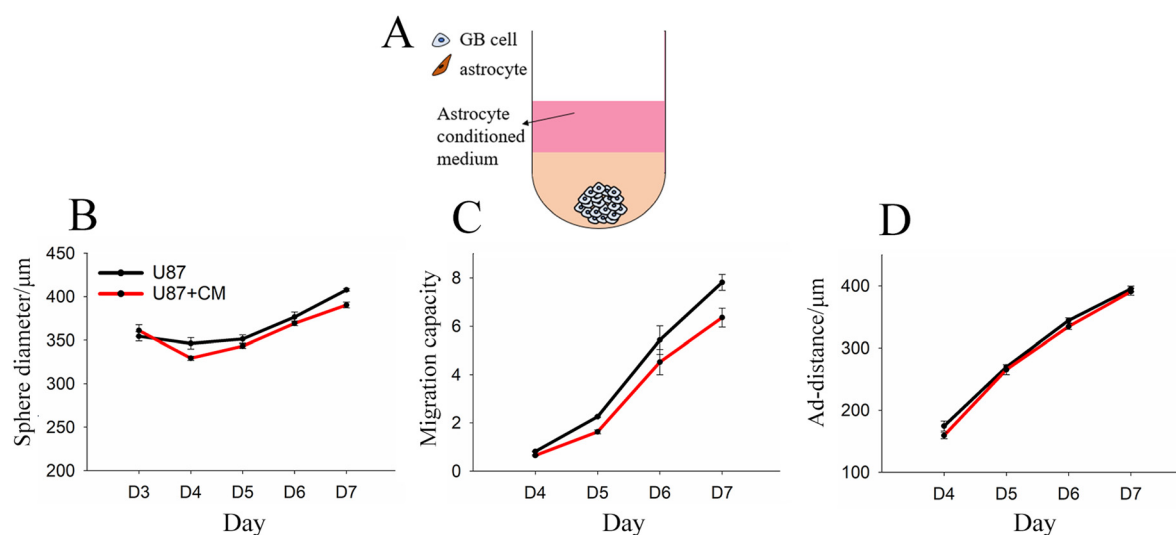 A
GB cell
astrocyte
Astrocyte
conditioned
medium
B
Sphere diameter/μm
450
400
350
300
250
200
U87
U87+CM
D3 D4 D5 D6 D7
Day
C
Migration capacity
8
6
4
2
0
D4 D5 D6 D7
Day
D
Ad-distance/μm
400
300
200
100
D4 D5 D6 D7
Day